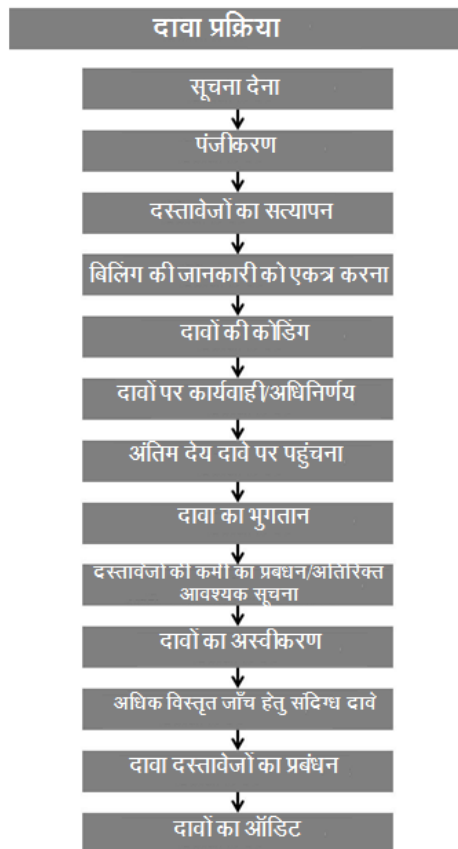 दावा प्रक्रिया
सूचना देना
पंजीकरण
दस्तावेजों का सत्यापन
बिलिंग की जानकारी को एकत्र करना
दावों की कोडिंग
दावों पर कार्यवाही/अधिनिर्णय
अंतिम देय दावे पर पहुंचना
दावा का भुगतान
दस्तावेजों की कमी का प्रबंधन/अतिरिक्त
आवश्यक सूचना
दावों का अस्वीकरण
अधिक विस्तृत जाँच हेतु संदिग्ध दावे
दावा दस्तावेजों का प्रबंधन
दावों का ऑडिट